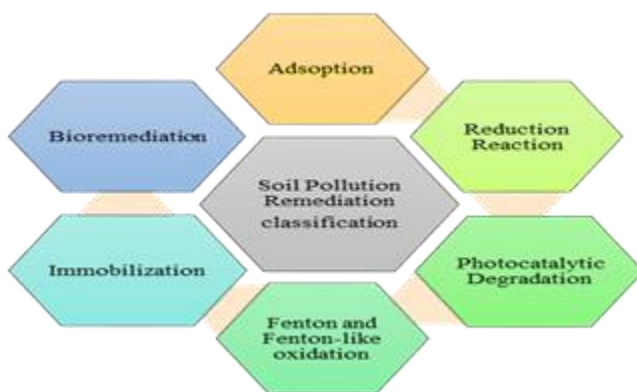 Adsoption
Reduction
Reaction
Photocatalytic
Degradation
Fenton and
Fenton-like
oxidation
Immobilization
Bioremediation
Soil Pollution
Remediation
classification